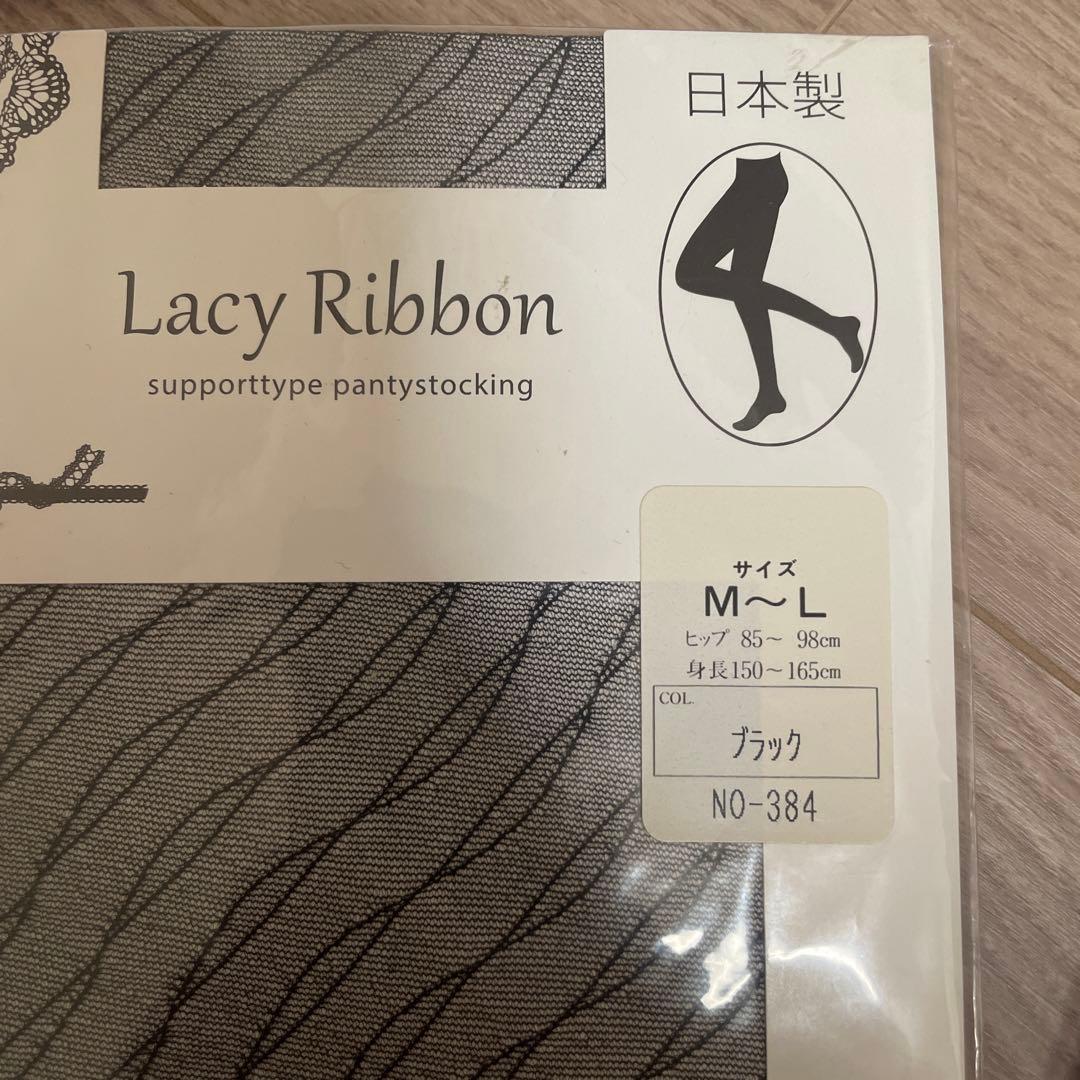 日本製
Lacy Ribbon
supporttype pantystocking
サイズ
M〜L
ヒップ 85〜 98cm
身長150〜165cm
COL.
ブラック
NO-384